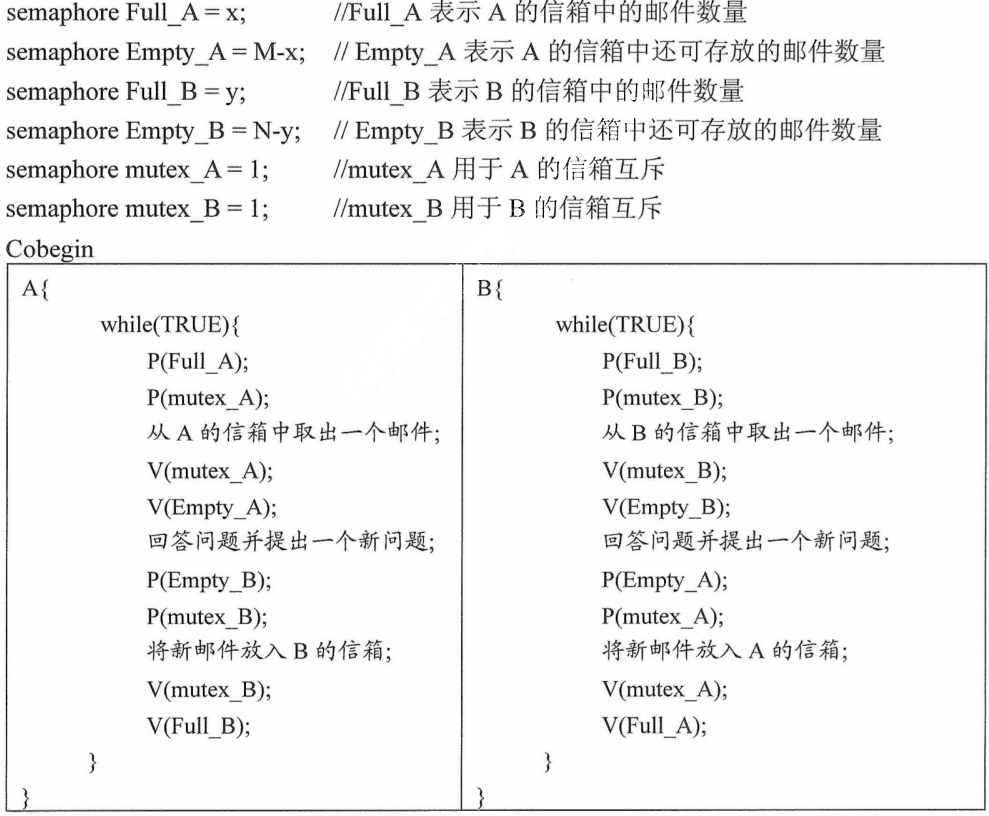 semaphore Full_A = x; //Full_A 表示 A 的信箱中的邮件数量
semaphore Empty_A = M-x; // Empty_A 表示 A 的信箱中还可存放的邮件数量
semaphore Full_B = y; //Full_B 表示 B 的信箱中的邮件数量
semaphore Empty_B = N-y; // Empty_B 表示 B 的信箱中还可存放的邮件数量
semaphore mutex_A = 1; //mutex_A 用于 A 的信箱互斥
semaphore mutex_B = 1; //mutex_B 用于 B 的信箱互斥
Cobegin
A{
while(TRUE){
P(Full_A);
P(mutex_A);
从 A 的信箱中取出一个邮件;
V(mutex_A);
V(Empty_A);
回答问题并提出一个新问题;
P(Empty_B);
P(mutex_B);
将新邮件放入 B 的信箱;
V(mutex_B);
V(Full_B);
}
}
B{
while(TRUE){
P(Full_B);
P(mutex_B);
从 B 的信箱中取出一个邮件;
V(mutex_B);
V(Empty_B);
回答问题并提出一个新问题;
P(Empty_A);
P(mutex_A);
将新邮件放入 A 的信箱;
V(mutex_A);
V(Full_A);
}
}